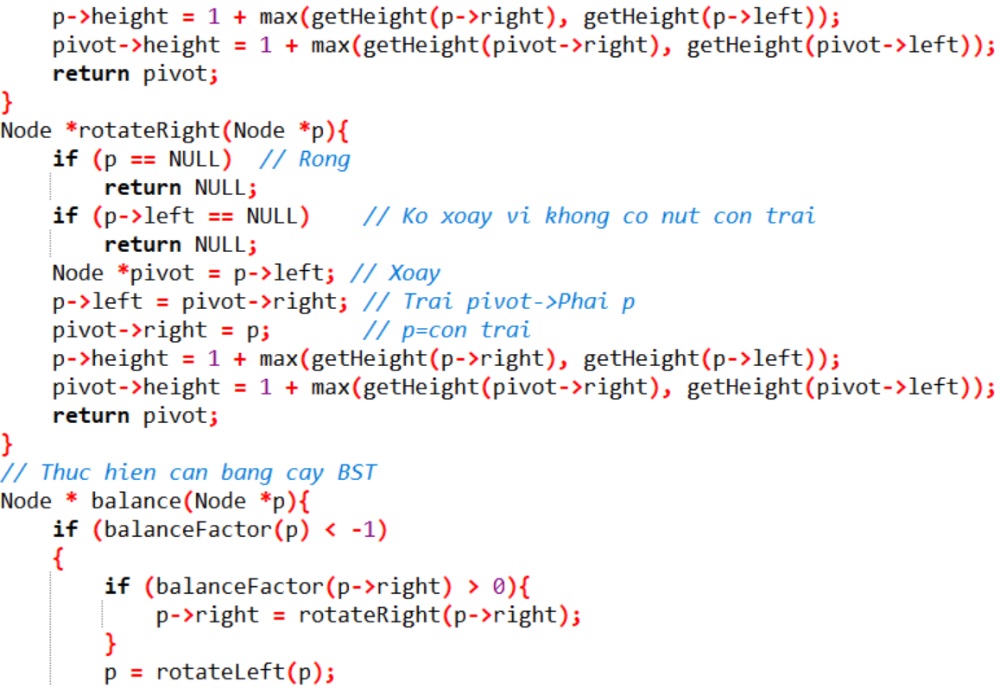 p->height = 1 + max(getHeight(p->right), getHeight(p->left));
    pivot->height = 1 + max(getHeight(pivot->right), getHeight(pivot->left));
    return pivot;
}
Node *rotateRight(Node *p){
    if (p == NULL)  // Rong
        return NULL;
    if (p->left == NULL)    // Ko xoay vi khong co nut con trai
        return NULL;
    Node *pivot = p->left; // Xoay
    p->left = pivot->right; // Trai pivot->Phai p
    pivot->right = p;       // p=con trai
    p->height = 1 + max(getHeight(p->right), getHeight(p->left));
    pivot->height = 1 + max(getHeight(pivot->right), getHeight(pivot->left));
    return pivot;
}
// Thuc hien can bang cay BST
Node * balance(Node *p){
    if (balanceFactor(p) < -1)
    {
        if (balanceFactor(p->right) > 0){
            p->right = rotateRight(p->right);
        }
        p = rotateLeft(p);